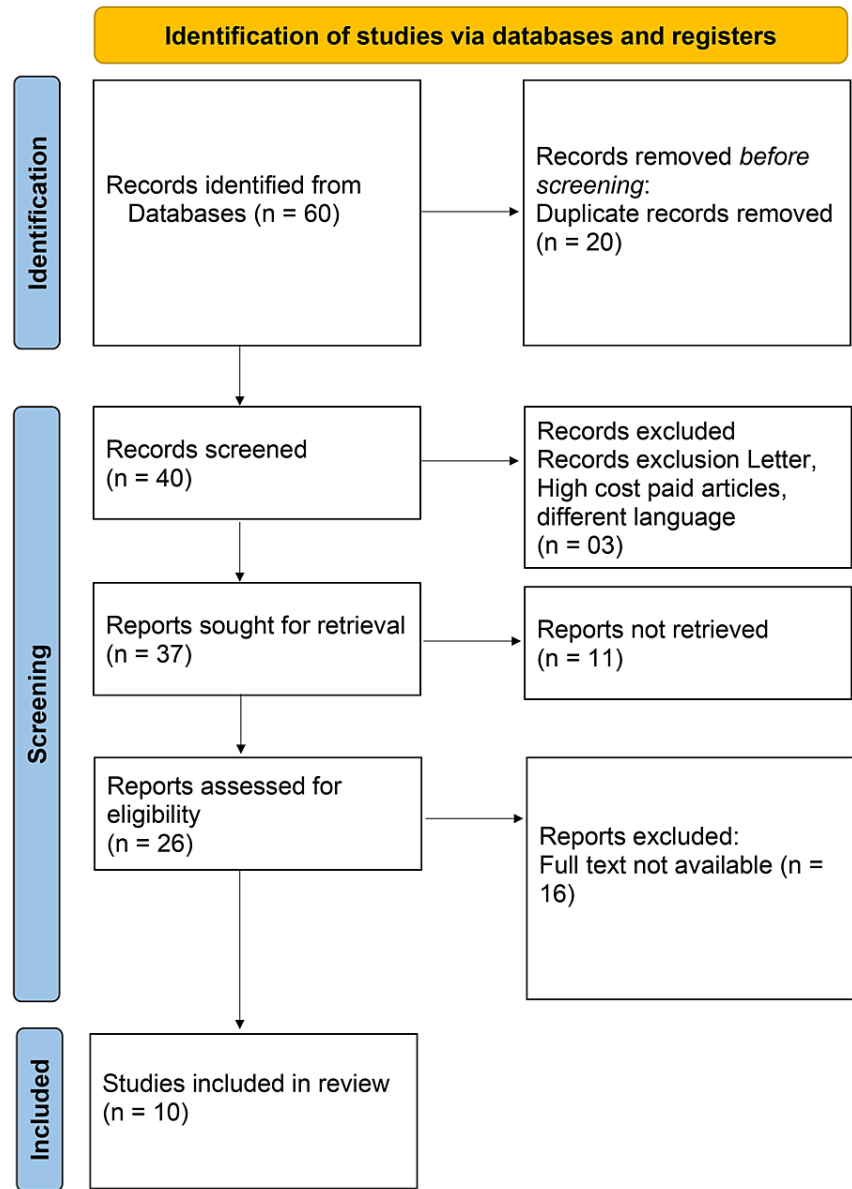 Identification of studies via databases and registers
Identification
Records identified from
Databases (n = 60)
Records removed before
screening:
Duplicate records removed
(n = 20)
Screening
Records screened
(n = 40)
Records excluded
Records exclusion Letter,
High cost paid articles,
different language
(n = 03)
Reports sought for retrieval
(n = 37)
Reports not retrieved
(n = 11)
Reports assessed for
eligibility
(n = 26)
Reports excluded:
Full text not available (n =
16)
Included
Studies included in review
(n = 10)